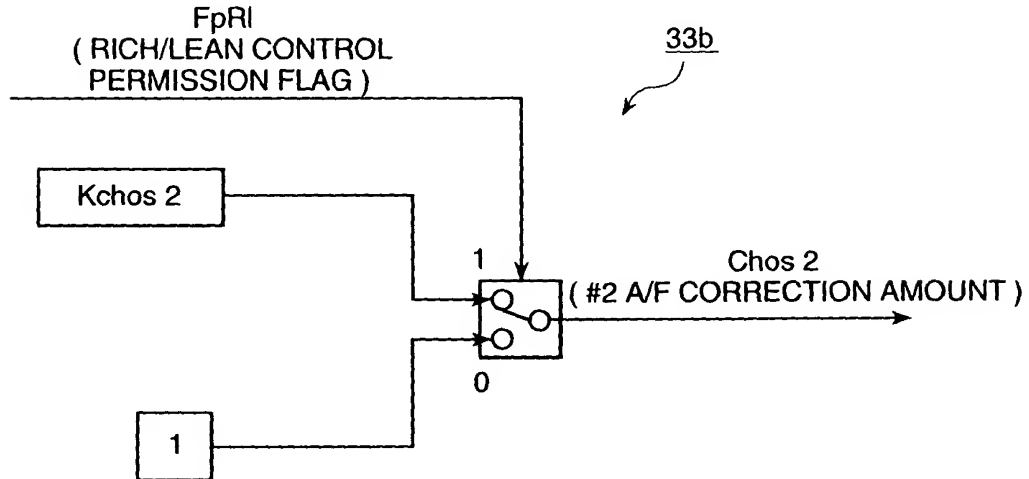 FpRl
( RICH/LEAN CONTROL
PERMISSION FLAG )
33b
Kchos 2
1
Chos 2
( #2 A/F CORRECTION AMOUNT )
0
1